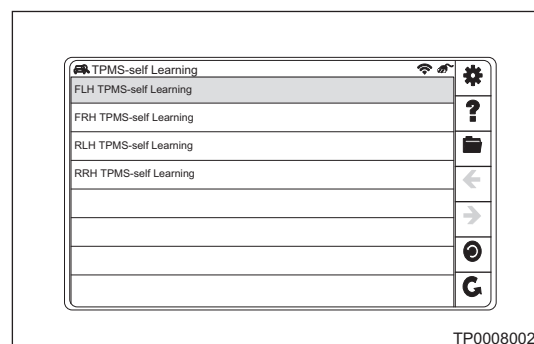 TPMS-self Learning
FLH TPMS-self Learning
FRH TPMS-self Learning
RLH TPMS-self Learning
RRH TPMS-self Learning
?
TP0008002